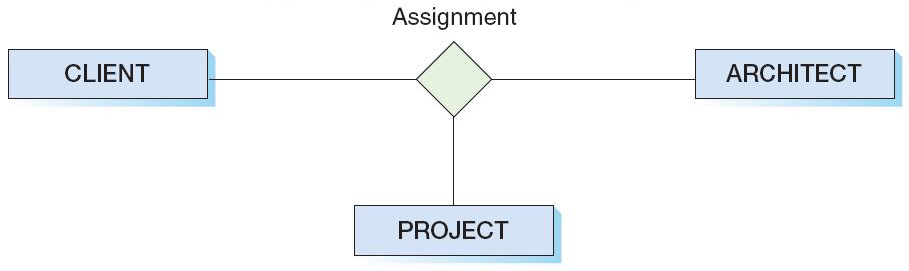 Assignment
CLIENT
ARCHITECT
PROJECT